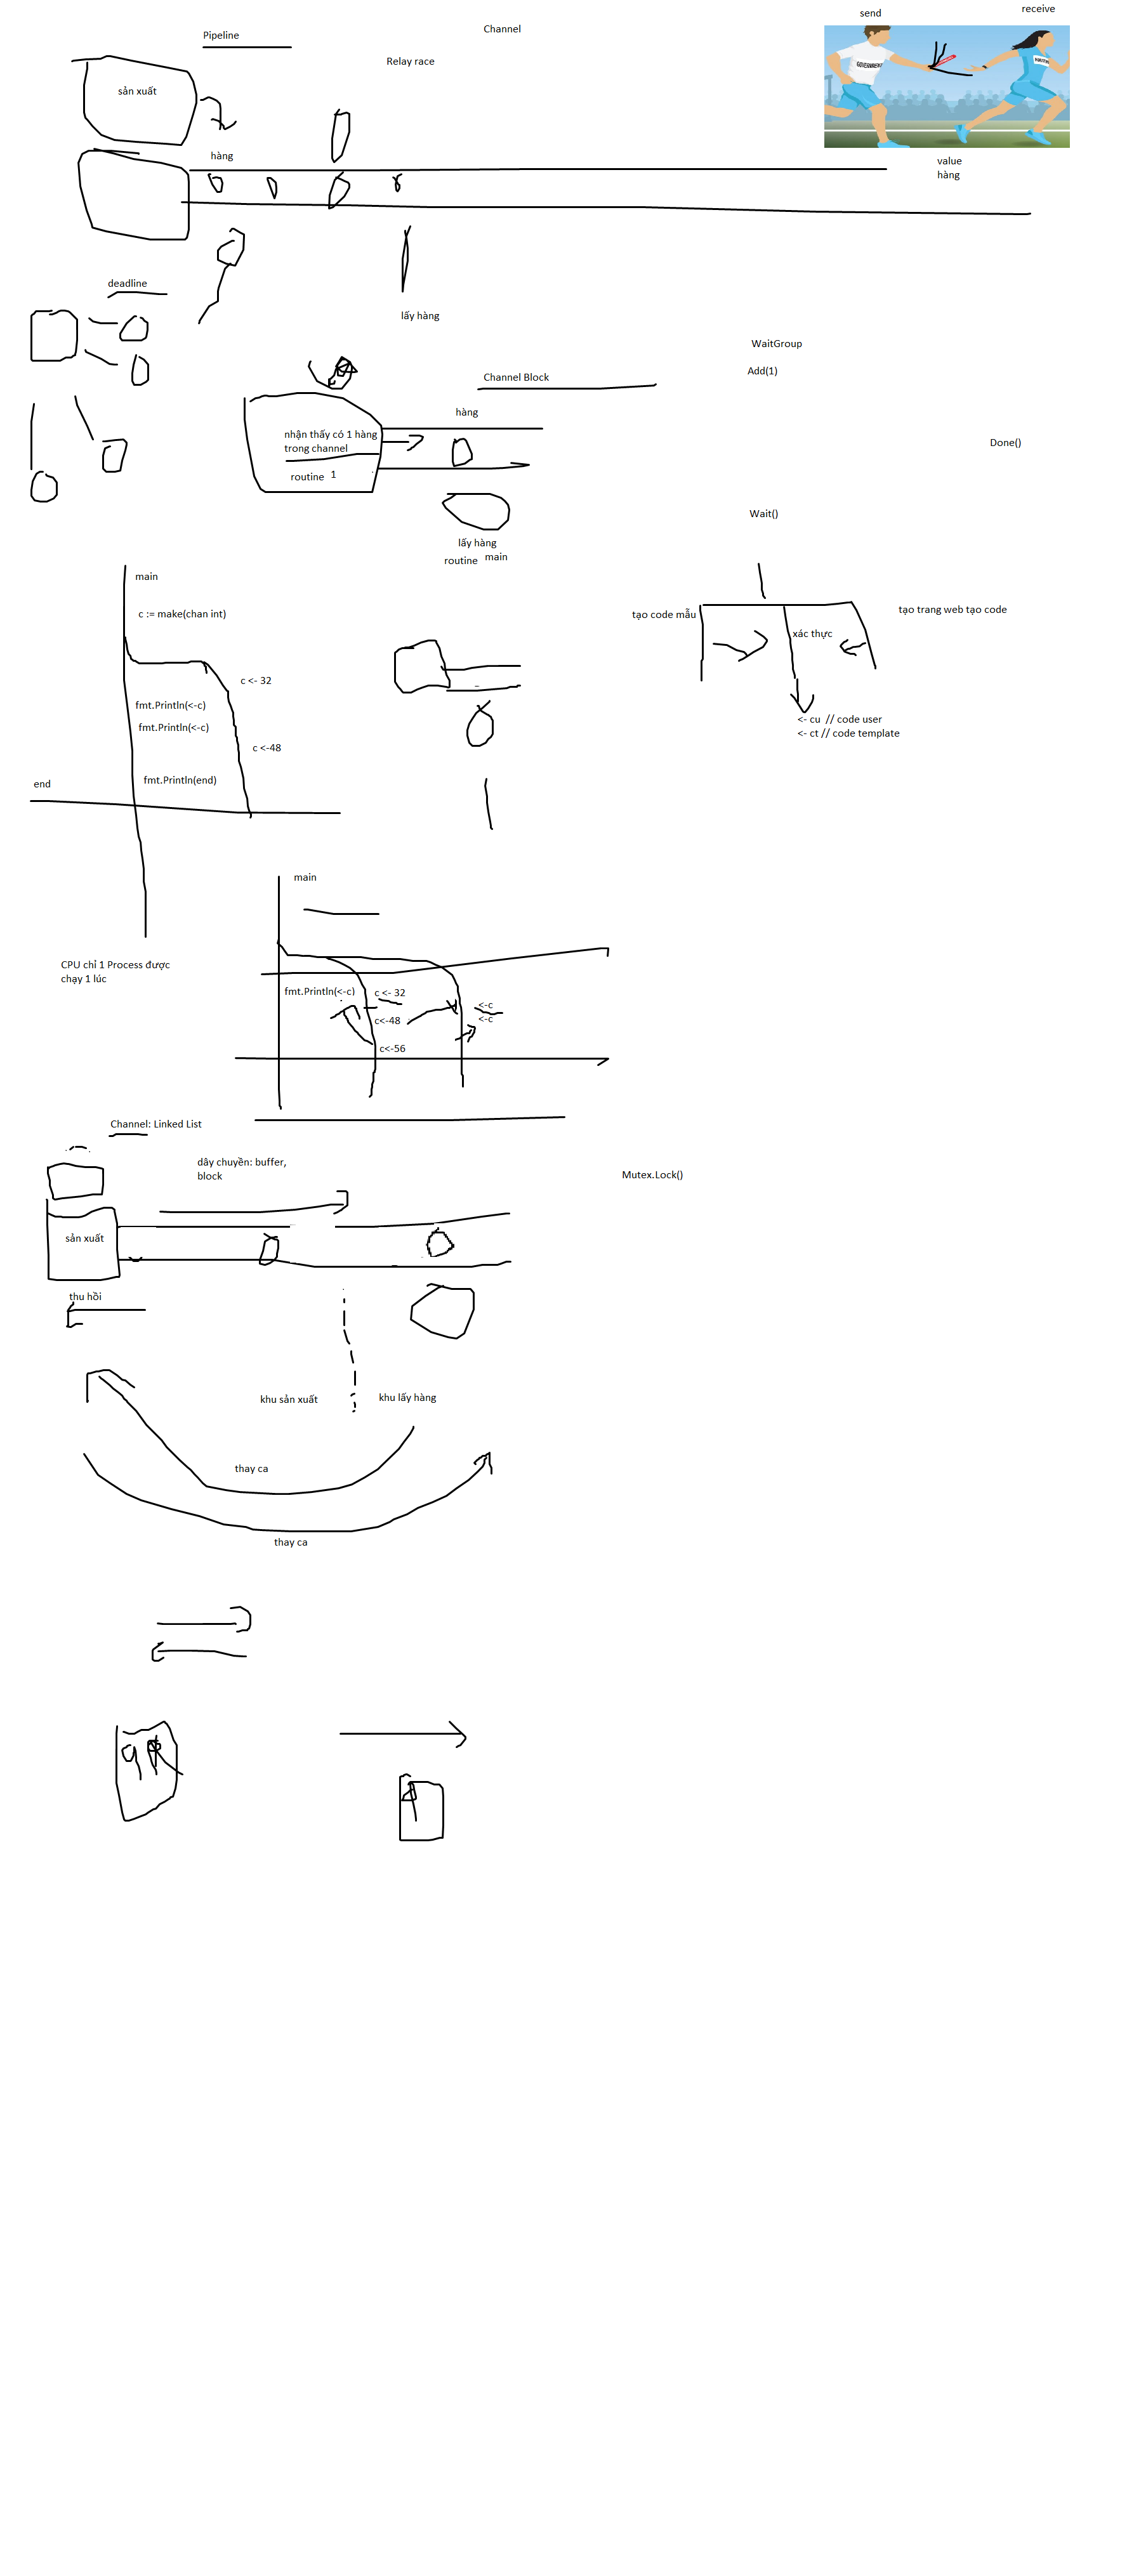 send
receive
Pipeline
Channel
Relay race
GOVERNMENT
sản xuất
hàng
value
hàng
deadline
lấy hàng
WaitGroup
Add(1)
Channel Block
hàng
nhận thấy có 1 hàng
trong channel
routine 1
Done()
Wait()
lấy hàng
routine main
main
c := make(chan int)
tạo code mẫu
tạo trang web tạo code
xác thực
c <- 32
fmt.Println(<-c)
fmt.Println(<-c)
<- cu // code user
<- ct // code template
c <-48
fmt.Println(end)
end
main
CPU chỉ 1 Process được
chạy 1 lúc
fmt.Println(<-c)
c <- 32
<-c
c<-48
<-c
c<-56
Channel: Linked List
dây chuyền: buffer,
block
Mutex.Lock()
sản xuất
thu hồi
khu sản xuất
khu lấy hàng
thay ca
thay ca